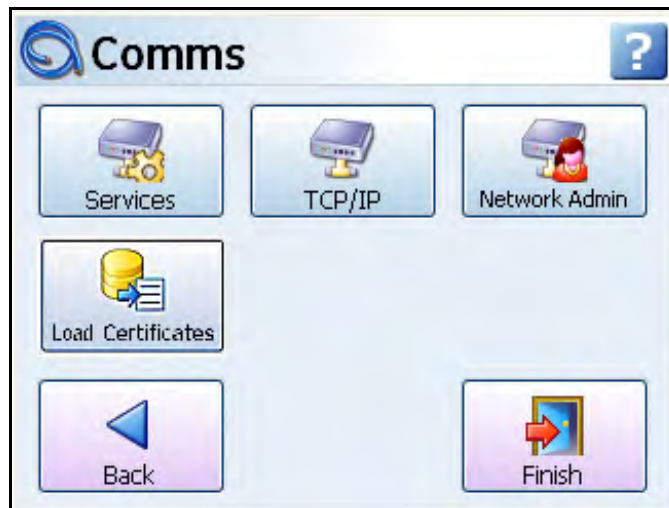 Comms
?
Services
TCP/IP
Network Admin
Load Certificates
Back
Finish